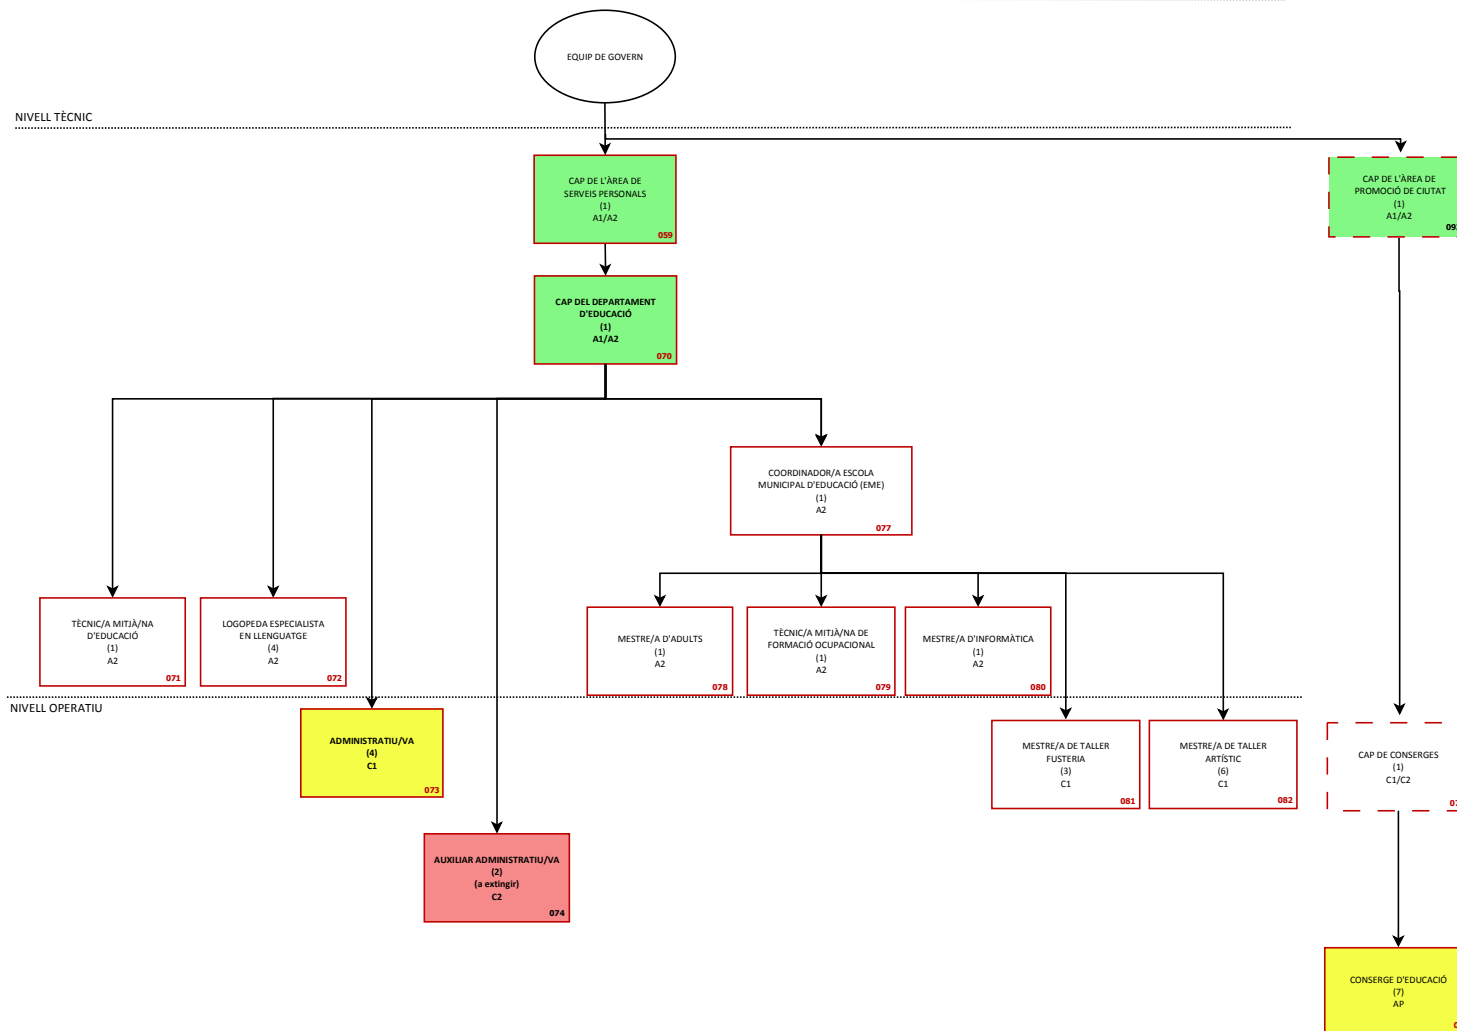 EQUIP DE GOVERN
NIVELL TÈCNIC
CAP DE L'ÀREA DE
SERVEIS PERSONALS
(1)
A1/A2
059
CAP DE L'ÀREA DE
PROMOCIÓ DE CIUTAT
(1)
A1/A2
CAP DEL DEPARTAMENT
D'EDUCACIÓ
(1)
A1/A2
070
COORDINADOR/A ESCOLA
MUNICIPAL D'EDUCACIÓ (EME)
(1)
A2
077
TÈCNIC/A MITJÀ/NA
D'EDUCACIÓ
(1)
A2
071
LOGOPEDA ESPECIALISTA
EN LLENGUATGE
(4)
A2
072
MESTRE/A D'ADULTS
(1)
A2
078
TÈCNIC/A MITJÀ/NA DE
FORMACIÓ OCUPACIONAL
(1)
A2
079
MESTRE/A D'INFORMÀTICA
(1)
A2
080
NIVELL OPERATIU
ADMINISTRATIU/VA
(4)
C1
073
MESTRE/A DE TALLER
FUSTERIA
(3)
C1
081
MESTRE/A DE TALLER
ARTÍSTIC
(6)
C1
082
CAP DE CONSERGES
(1)
C1/C2
AUXILIAR ADMINISTRATIU/VA
(2)
(a extingir)
C2
074
CONSERGE D'EDUCACIÓ
(7)
AP